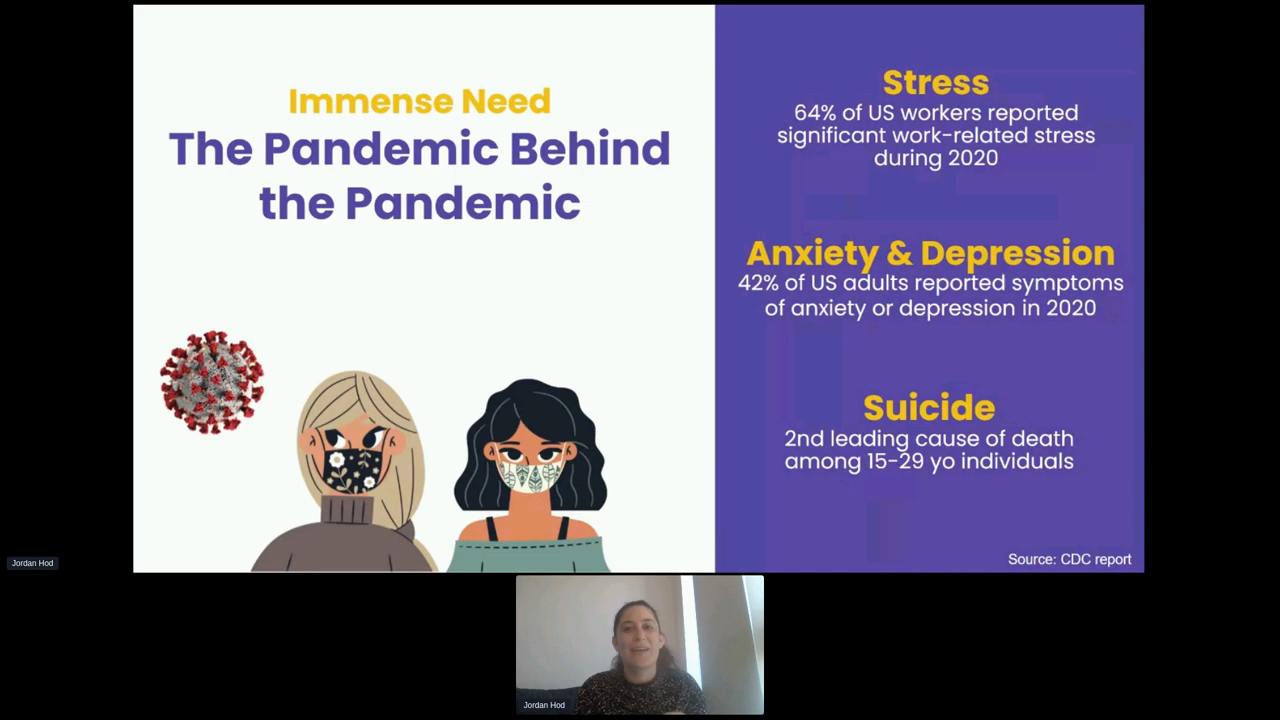 Immense Need
The Pandemic Behind
the Pandemic
Stress
64% of US workers reported
significant work-related stress
during 2020
Anxiety & Depression
42% of US adults reported symptoms
of anxiety or depression in 2020
Suicide
2nd leading cause of death
among 15-29 yo individuals
Source: CDC report
Jordan Hod
Jordan Hod